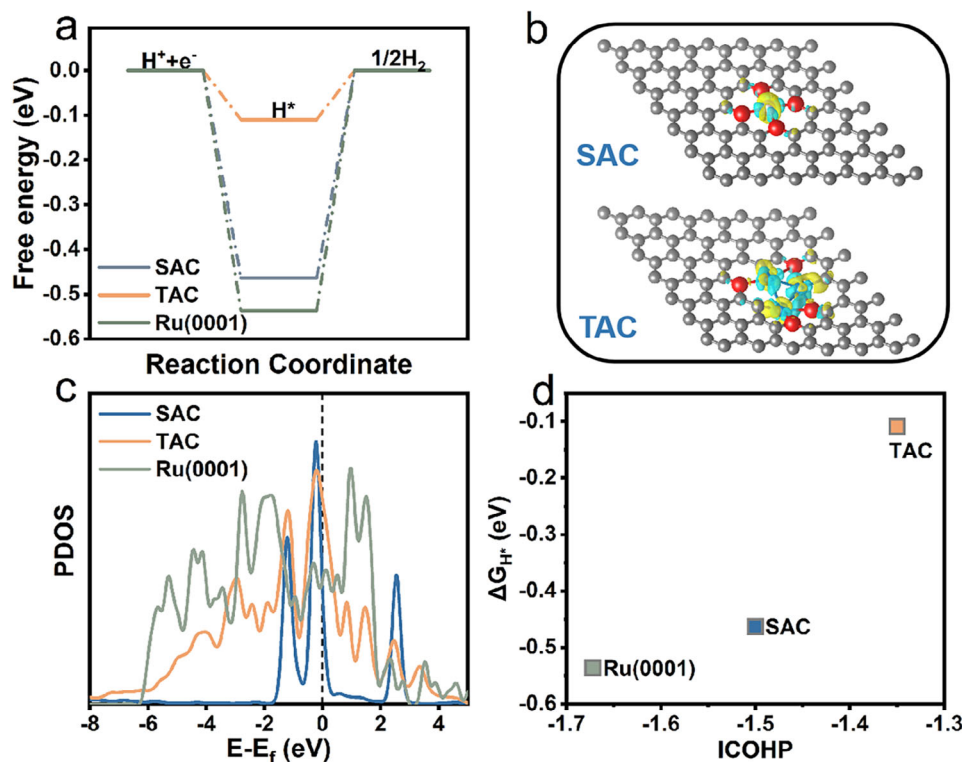 a
H⁺+e⁻
1/2H₂
H*
0.0
-0.1
-0.2
-0.3
-0.4
-0.5
-0.6
Free energy (eV)
SAC
TAC
Ru(0001)
Reaction Coordinate
b
SAC
TAC
c
SAC
TAC
Ru(0001)
PDOS
-8 -6 -4 -2 0 2 4
E-E_f (eV)
d
-0.1
-0.2
-0.3
-0.4
-0.5
-0.6
ΔG_H* (eV)
TAC
SAC
Ru(0001)
-1.7 -1.6 -1.5 -1.4 -1.3
ICOHP